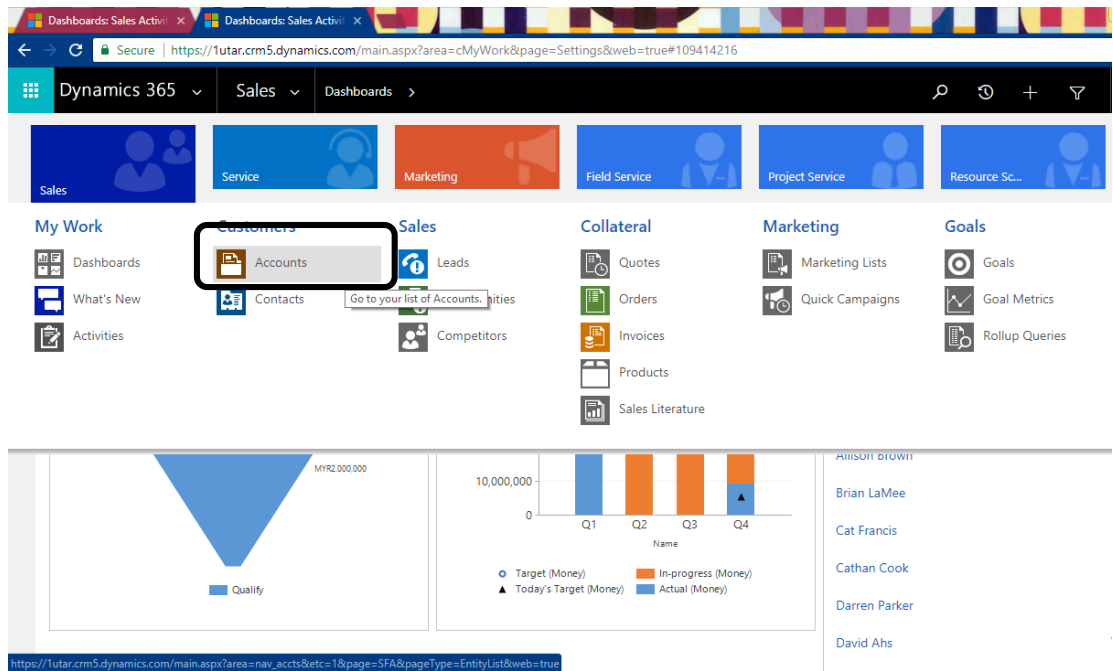 Dashboards: Sales Activit
Dashboards: Sales Activit
Secure https://1utar.crm5.dynamics.com/main.aspx?area=cMyWork&page=Settings&web=true#109414216
Dynamics 365 Sales Dashboards
Sales Service Marketing Field Service Project Service Resource Sc...
My Work Customers Sales Collateral Marketing Goals
Dashboards Accounts Leads Quotes Marketing Lists Goals
What's New Contacts Go to your list of Accounts. nities Orders Quick Campaigns Goal Metrics
Activities Competitors Invoices Rollup Queries
Products
Sales Literature
Allison Brown
MYR2,000,000
10,000,000
Brian LaMee
0
Q1 Q2 Q3 Q4
Cat Francis
Name
Cathan Cook
Target (Money) In-progress (Money)
Today's Target (Money) Actual (Money)
Qualify
Darren Parker
David Ahs
https://1utar.crm5.dynamics.com/main.aspx?area=nav_accts&etc=1&page=SFA&pageType=EntityList&web=true